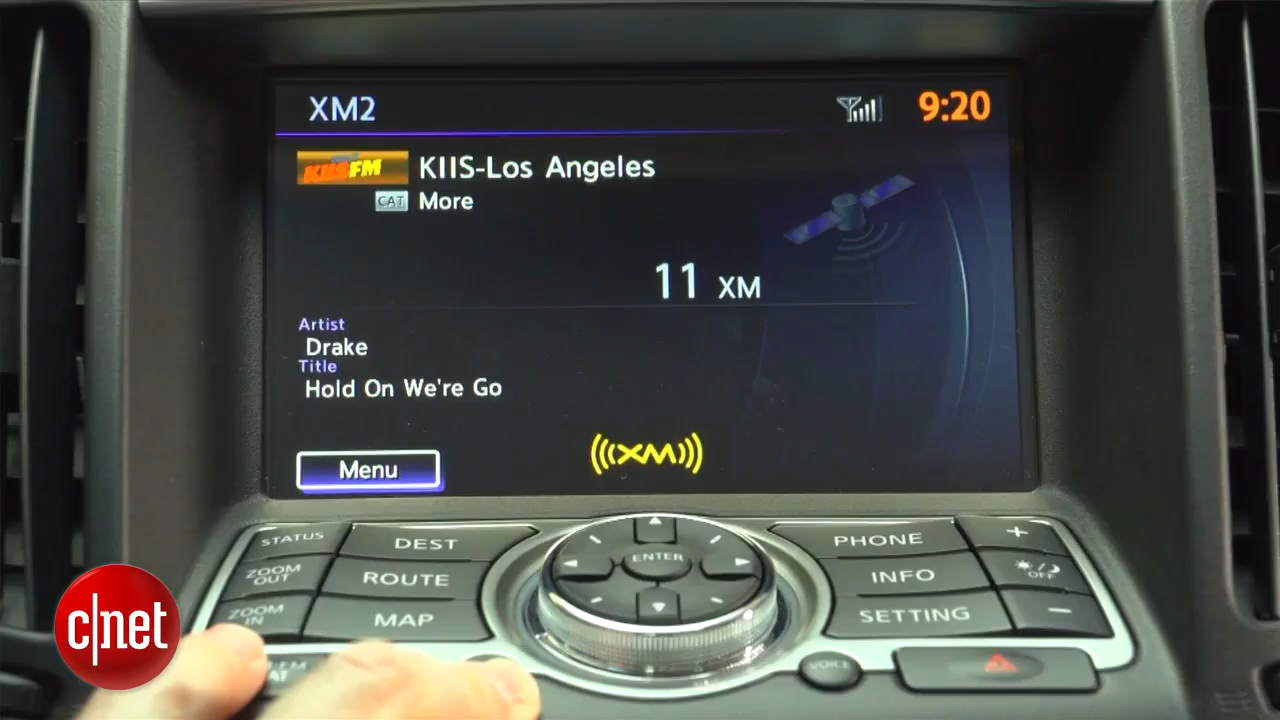 XM2
9:20
KIISFM
KIIS-Los Angeles
CAT More
11 XM
Artist
Drake
Title
Hold On We're Go
Menu
((( XM )))
STATUS
DEST
ZOOM OUT
ROUTE
ZOOM IN
MAP
ENTER
PHONE
+
INFO
OFF
SETTING
−
VOICE
c|net